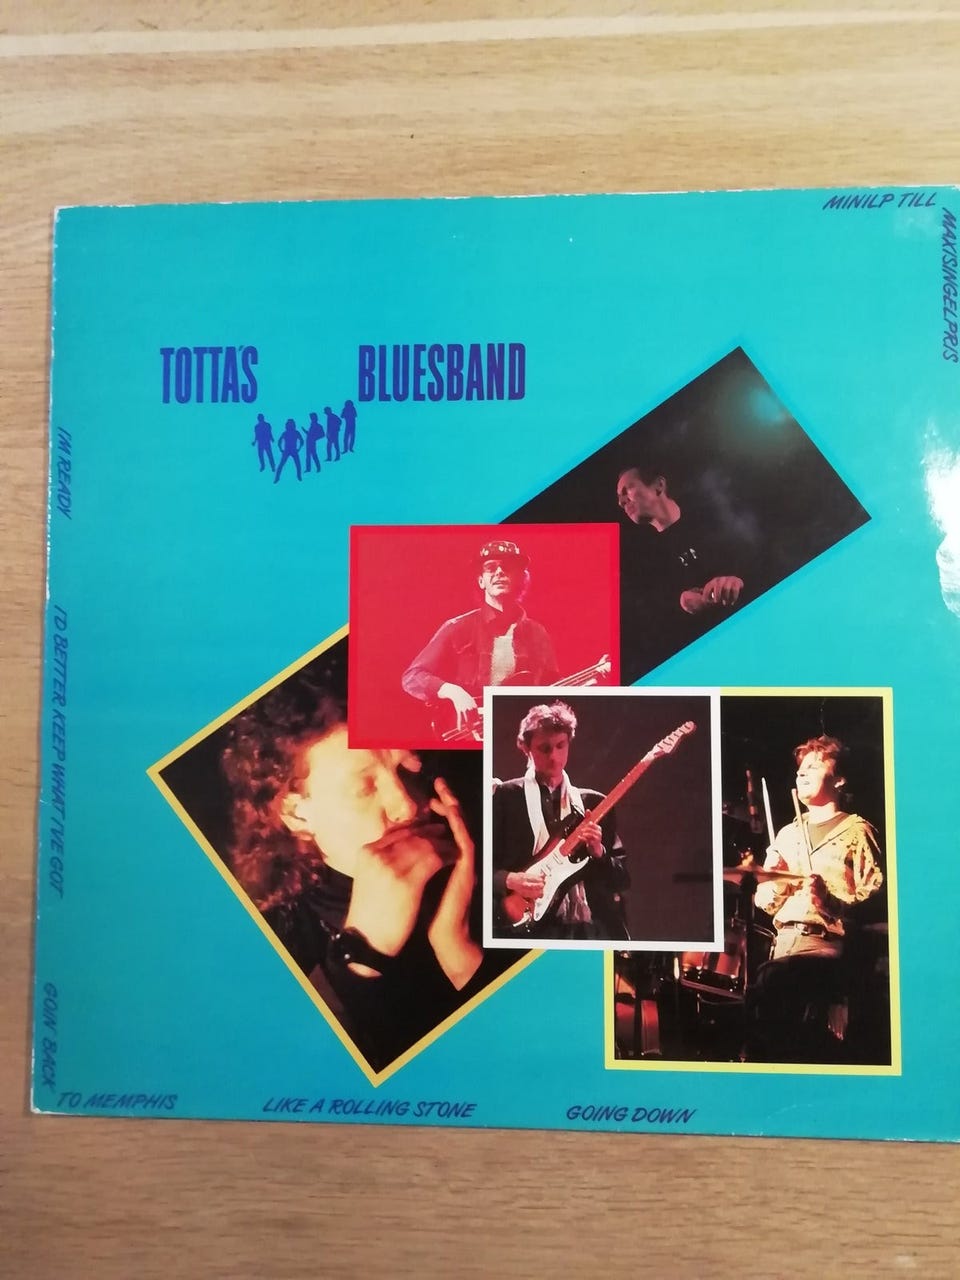 MINILP TILL
MAXISINGELPRIS
TOTTA'S BLUESBAND
I'M READY
I'D BETTER KEEP WHAT I'VE GOT
GOIN' BACK
TO MEMPHIS
LIKE A ROLLING STONE
GOING DOWN